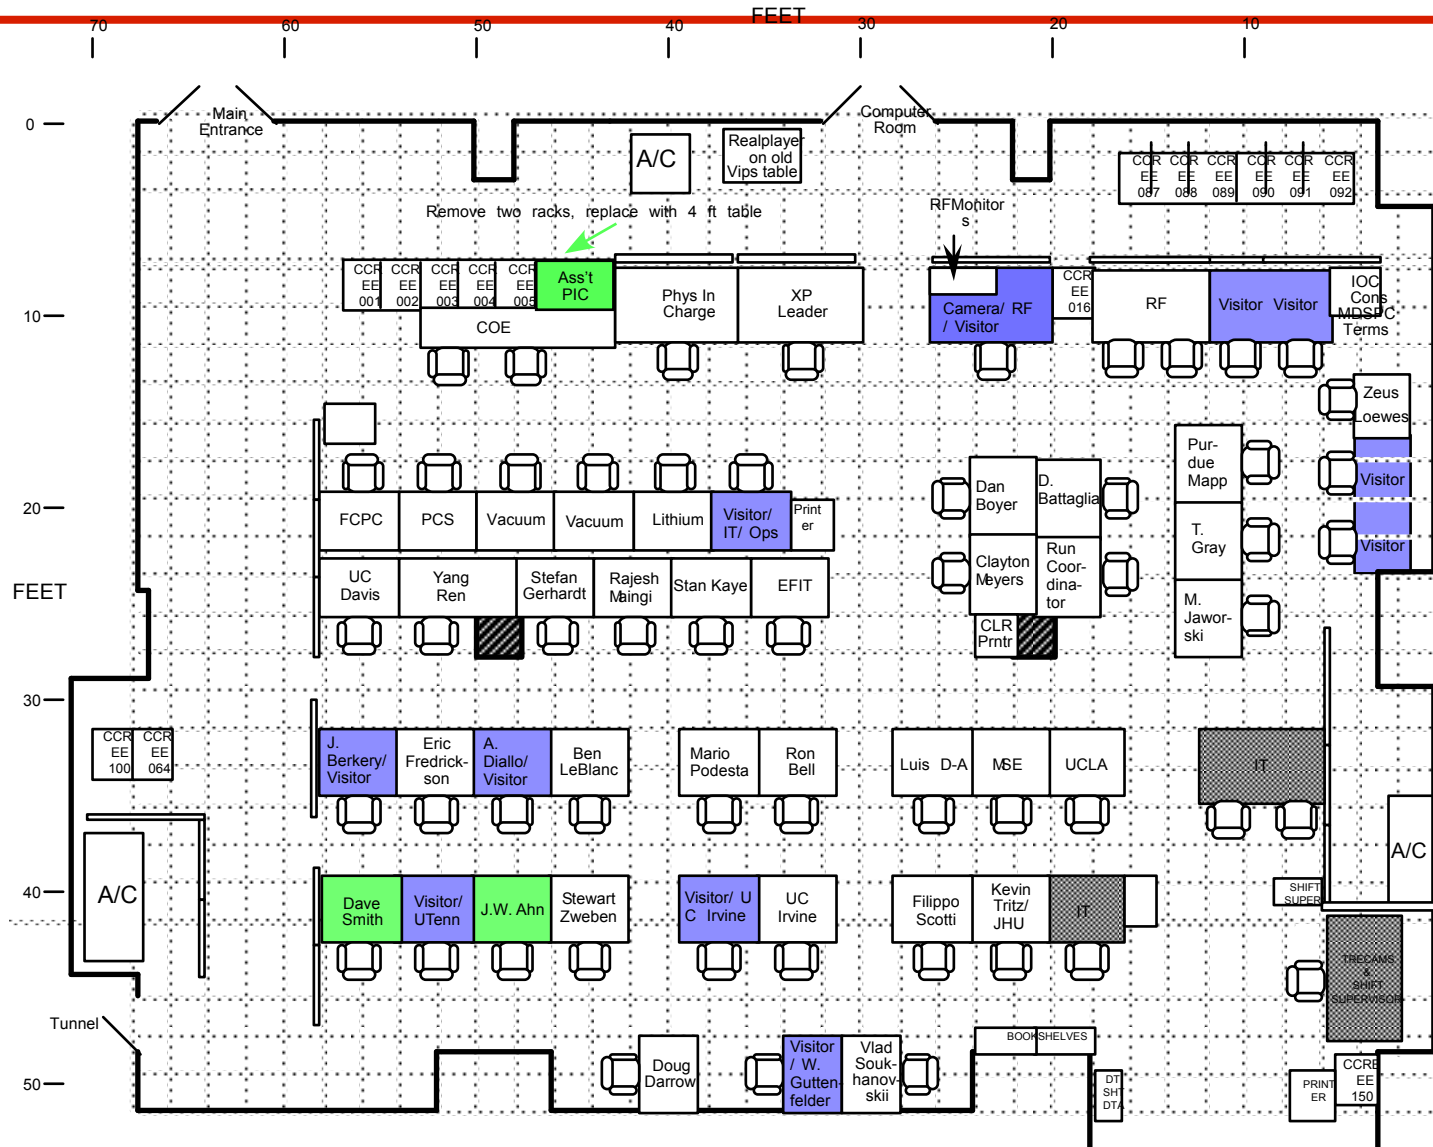 FEET
70
60
50
40
30
20
10
Main
Entrance
Computer
Room
0
A/C
Realplayer
on old
Vips table
CCR
EE
087
CCR
EE
088
CCR
EE
089
CCR
EE
090
CCR
EE
091
CCR
EE
092
Remove two racks, replace with 4 ft table
RFMonitor
s
CCR
EE
001
CCR
EE
002
CCR
EE
003
CCR
EE
004
CCR
EE
005
Ass't
PIC
Phys In
Charge
XP
Leader
COE
10
Camera/ RF
/ Visitor
CCR
EE
016
RF
Visitor Visitor
IOC
Cons
MDSPC
Terms
Zeus
Loewes
Visitor
Visitor
20
FCPC
PCS
Vacuum
Vacuum
Lithium
Visitor/
IT/ Ops
Print
er
Dan
Boyer
D.
Battaglia
Pur-
due
Mapp
T.
Gray
M.
Jawor-
ski
FEET
UC
Davis
Yang
Ren
Stefan
Gerhardt
Rajesh
Maingi
Stan Kaye
EFIT
Clayton
Meyers
Run
Coor-
dina-
tor
CLR
Prntr
30
CCR
EE
100
CCR
EE
064
J.
Berkery/
Visitor
Eric
Fredrick-
son
A.
Diallo/
Visitor
Ben
LeBlanc
Mario
Podesta
Ron
Bell
Luis D-A
MSE
UCLA
IT
A/C
40
A/C
Dave
Smith
Visitor/
UTenn
J.W. Ahn
Stewart
Zweben
Visitor/ U
C Irvine
UC
Irvine
Filippo
Scotti
Kevin
Tritz/
JHU
IT
SHIFT
SUPER
TRECAMS
&
SHIFT
SUPERVISOR
Tunnel
50
Doug
Darrow
Visitor
/ W.
Gutten-
felder
Vlad
Souk-
hanov-
skii
BOOKSHELVES
DT
SHT
DTA
PRINT
ER
CCRE
EE
150